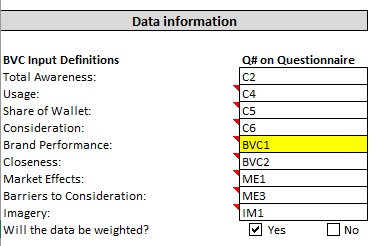 Data information
BVC Input Definitions Q# on Questionnaire
Total Awareness: C2
Usage: C4
Share of Wallet: C5
Consideration: C6
Brand Performance: BVC1
Closeness: BVC2
Market Effects: ME1
Barriers to Consideration: ME3
Imagery: IM1
Will the data be weighted? Yes No